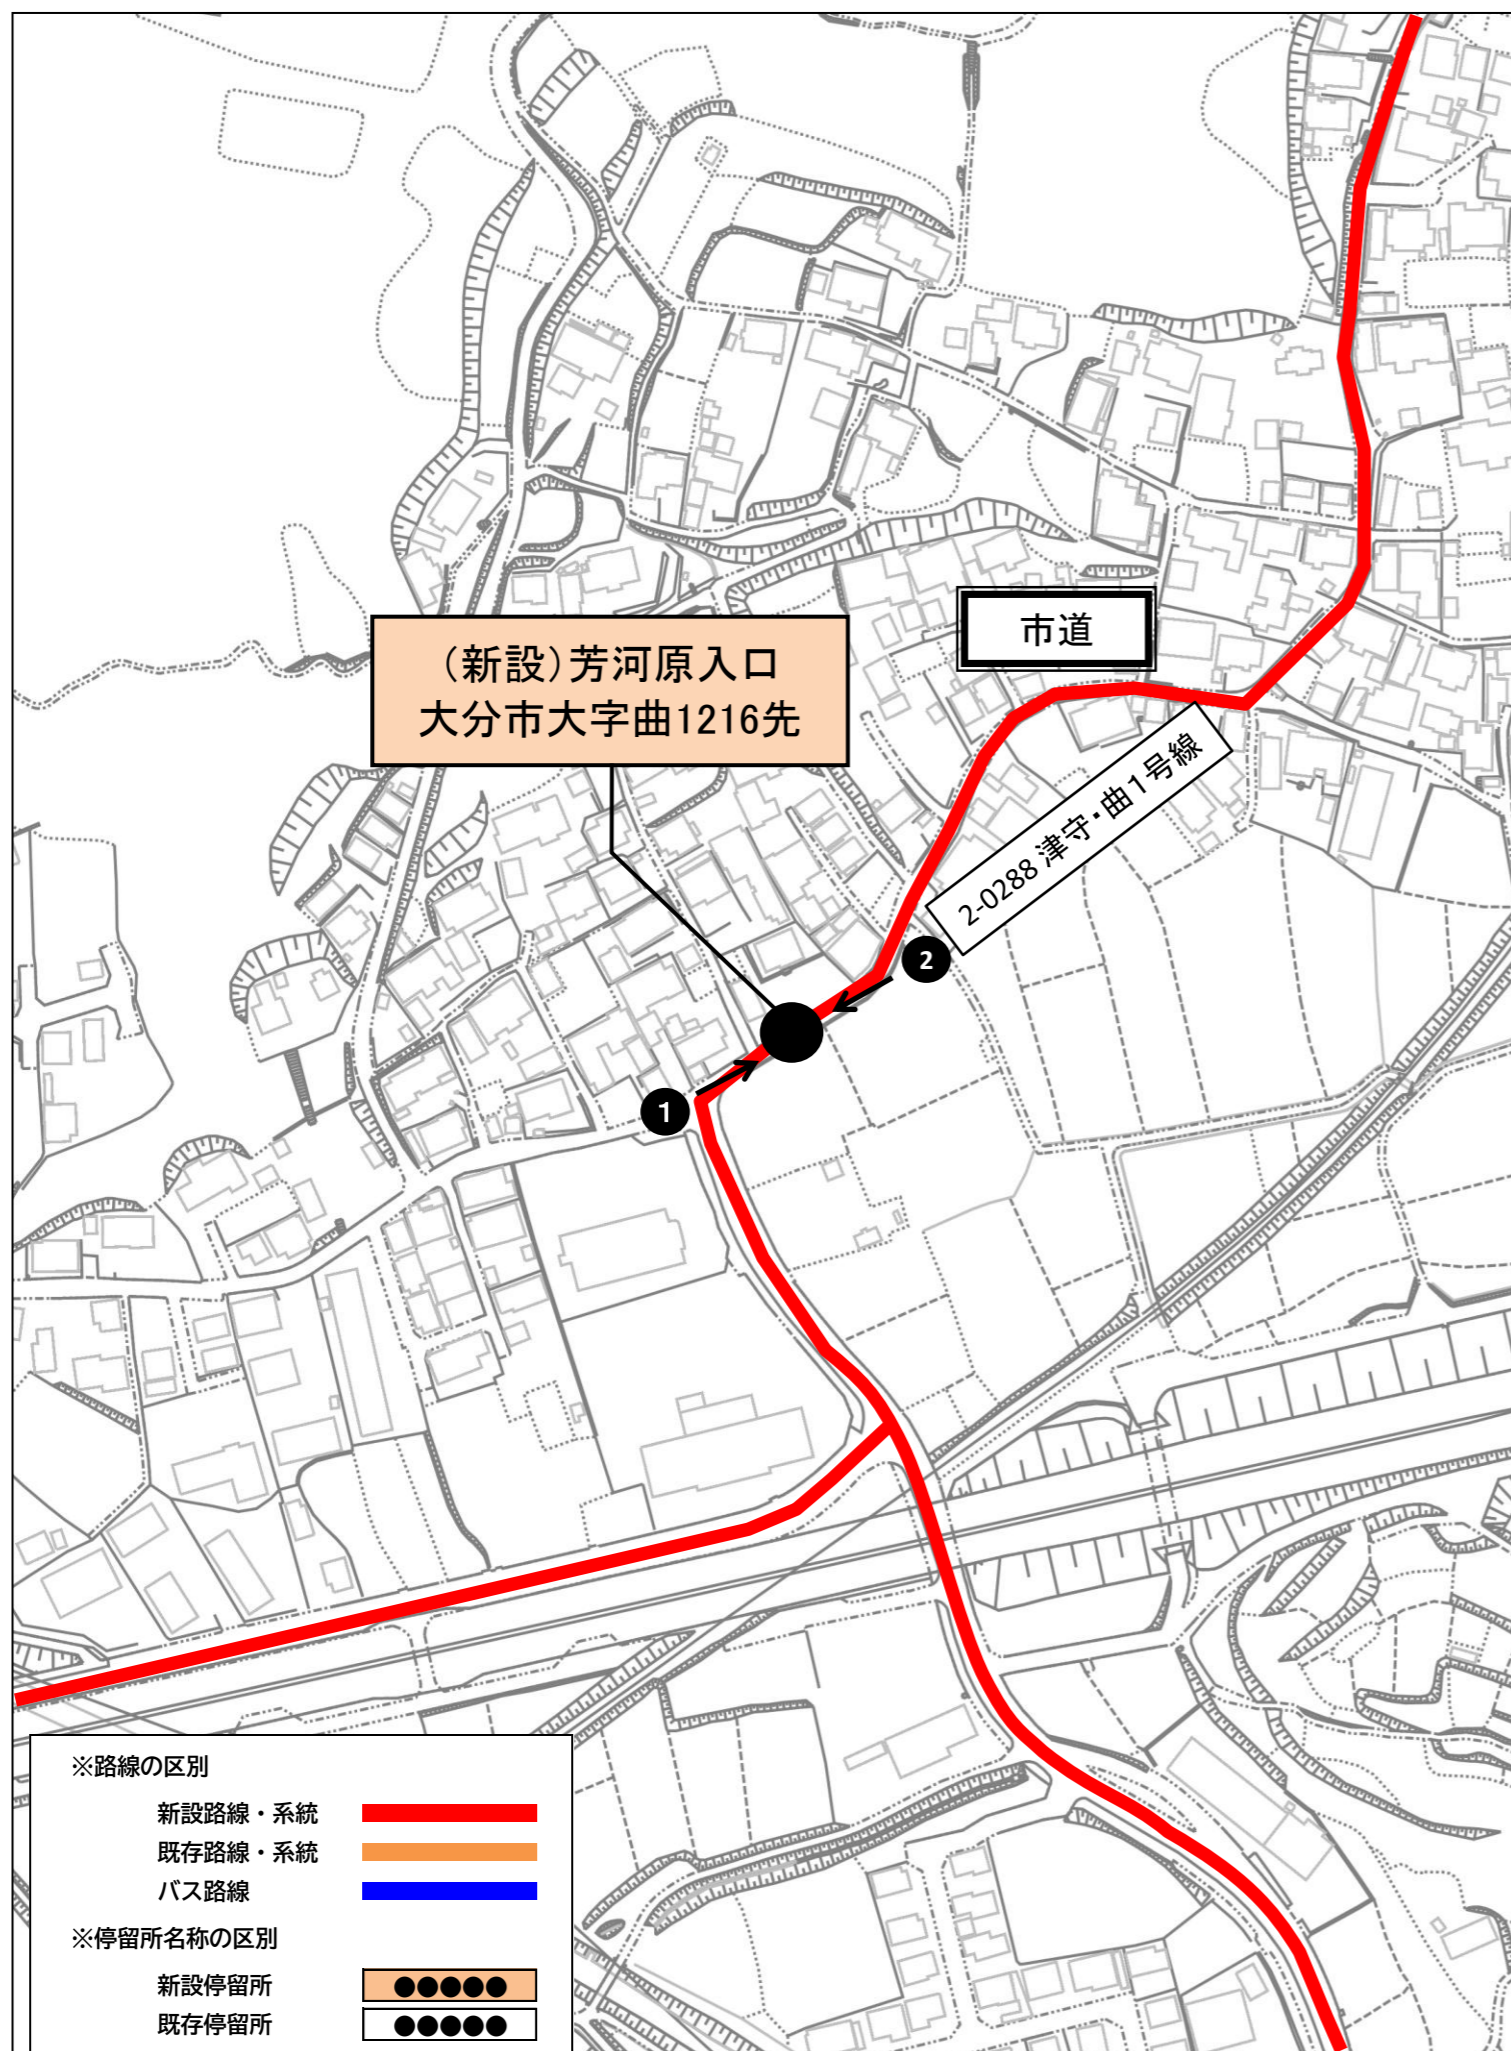 市道
（新設）芳河原入口
大分市大字曲1216先
2-0288 津守・曲1号線
2
1
※路線の区別
新設路線・系統
既存路線・系統
バス路線
※停留所名称の区別
新設停留所
●●●●●
既存停留所
●●●●●